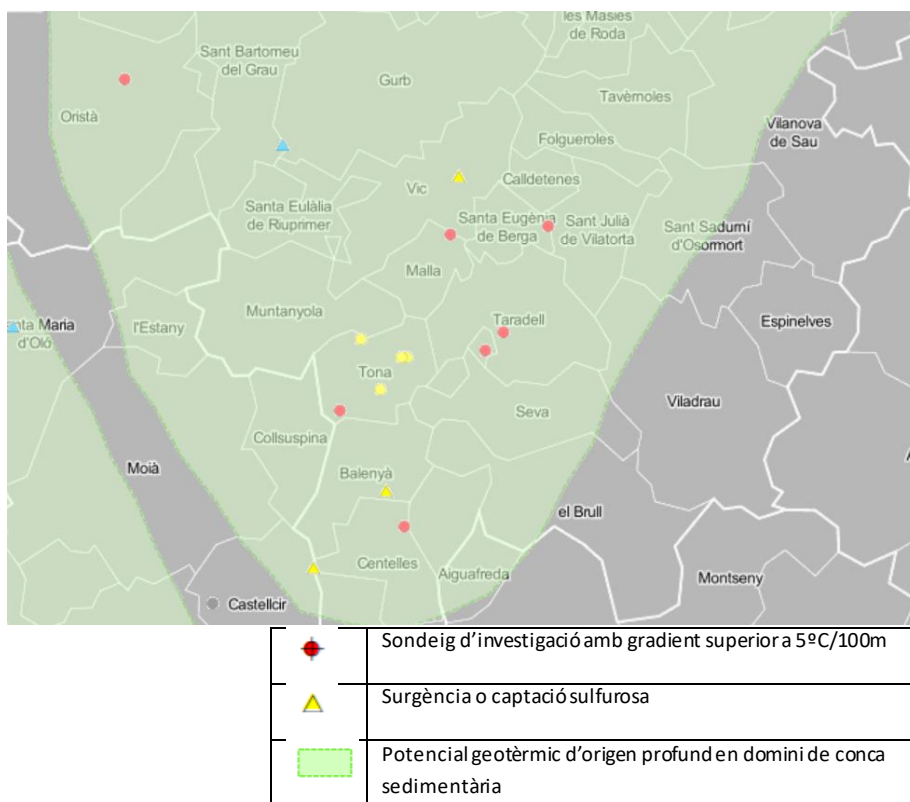 les Masies
de Roda
Sant Bartomeu
del Grau
Gurb
Tavèrnoles
Oristà
Vilanova
de Sau
Folgueroles
Vic
Calldetenes
Santa Eulàlia
de Riuprimer
Santa Eugènia
de Berga
Sant Julià
de Vilatorta
Sant Sadurní
d'Osormort
Malla
Muntanyola
Taradell
Espinelves
nta Maria
d'Oló
l'Estany
Tona
Viladrau
Seva
Collsuspina
Moià
Balenyà
el Brull
Centelles
Aiguafreda
Montseny
Castellcir
Sondeig d'investigació amb gradient superior a 5ºC/100m
Surgència o captació sulfurosa
Potencial geotèrmic d'origen profund en domini de conca
sedimentària